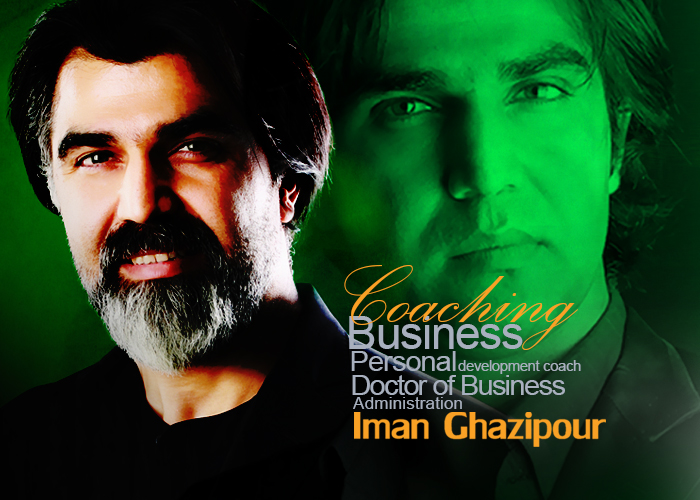 Coaching
Business
Personal development coach
Doctor of Business
Administration
Iman Ghazipour